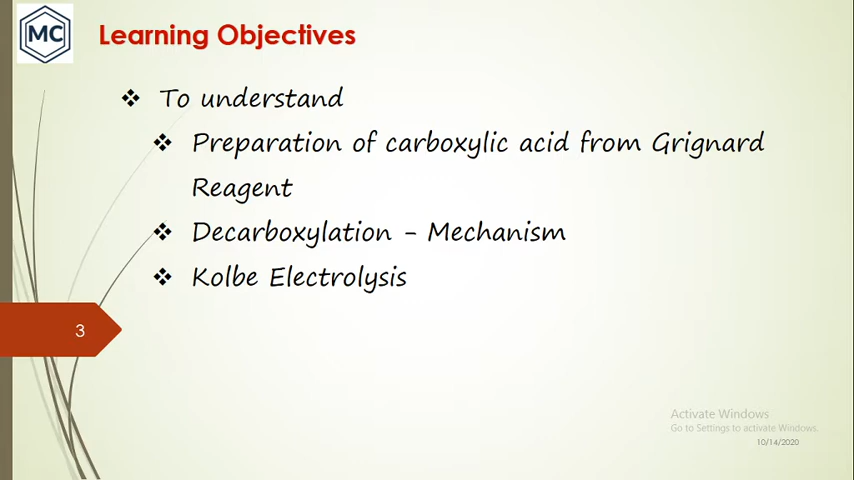 MC
Learning Objectives
❖ To understand
❖ Preparation of carboxylic acid from Grignard
Reagent
❖ Decarboxylation - Mechanism
❖ Kolbe Electrolysis
3
Activate Windows
Go to Settings to activate Windows.
10/14/2020